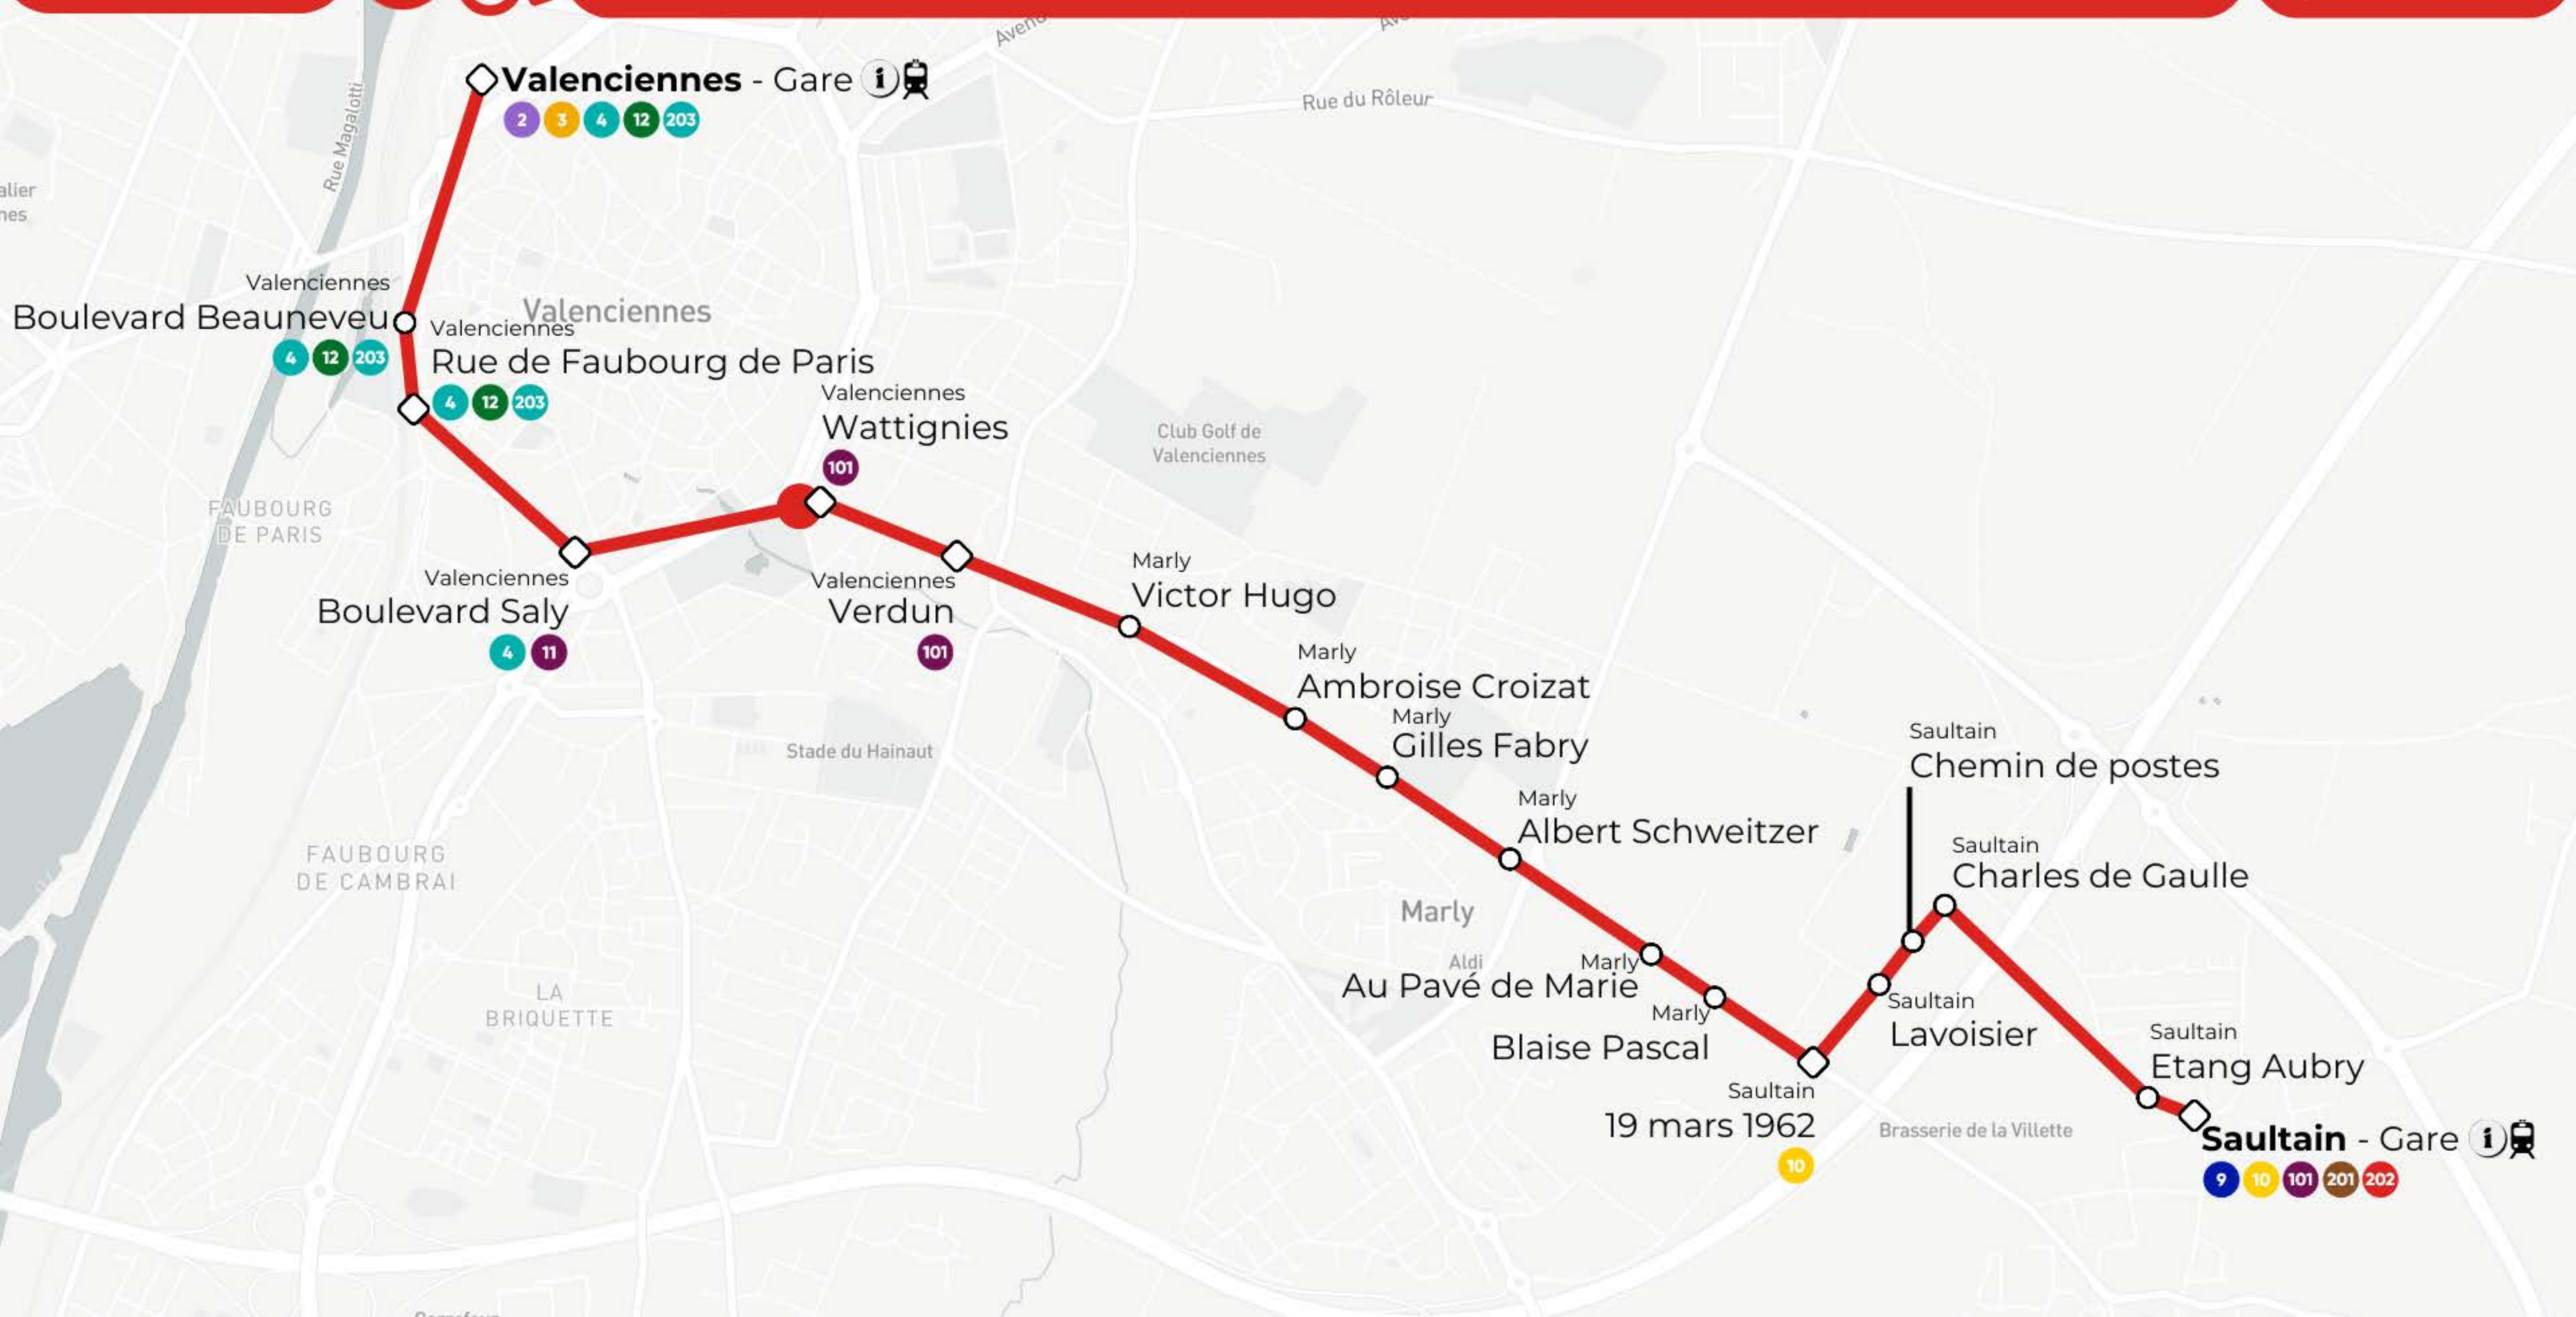 Avenu
Rue Magalotti
Valenciennes - Gare i
2 3 4 12 203
Rue du Rôleur
alier
nes
Valenciennes
Boulevard Beauneveu
4 12 203
Valenciennes
Valenciennes
Rue de Faubourg de Paris
4 12 203
Valenciennes
Wattignies
101
Club Golf de
Valenciennes
FAUBOURG
DE PARIS
Valenciennes
Boulevard Saly
4 11
Valenciennes
Verdun
101
Marly
Victor Hugo
Marly
Ambroise Croizat
Marly
Gilles Fabry
Stade du Hainaut
Marly
Albert Schweitzer
Saultain
Chemin de postes
Saultain
Charles de Gaulle
FAUBOURG
DE CAMBRAI
Marly
Aldi
Marly
Au Pavé de Marie
Marly
Blaise Pascal
LA
BRIQUETTE
Saultain
Lavoisier
Saultain
19 mars 1962
10
Saultain
Etang Aubry
Brasserie de la Villette
Saultain - Gare i
9 10 101 201 202